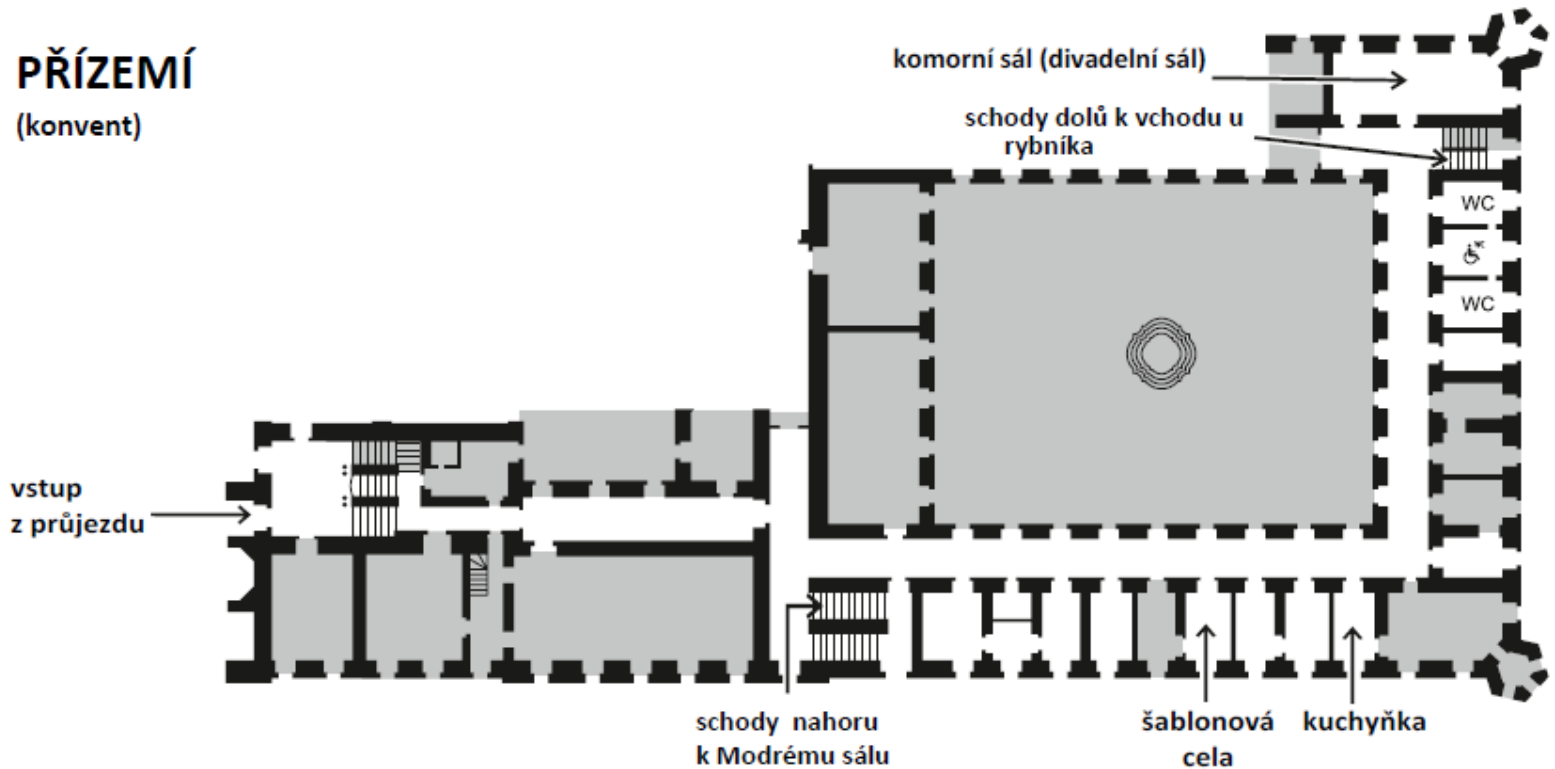 PŘÍZEMÍ
(konvent)
komorní sál (divadelní sál)
schody dolů k vchodu u
rybníka
WC
WC
vstup
z průjezdu
schody nahoru
k Modrému sálu
šablonová
cela
kuchyňka